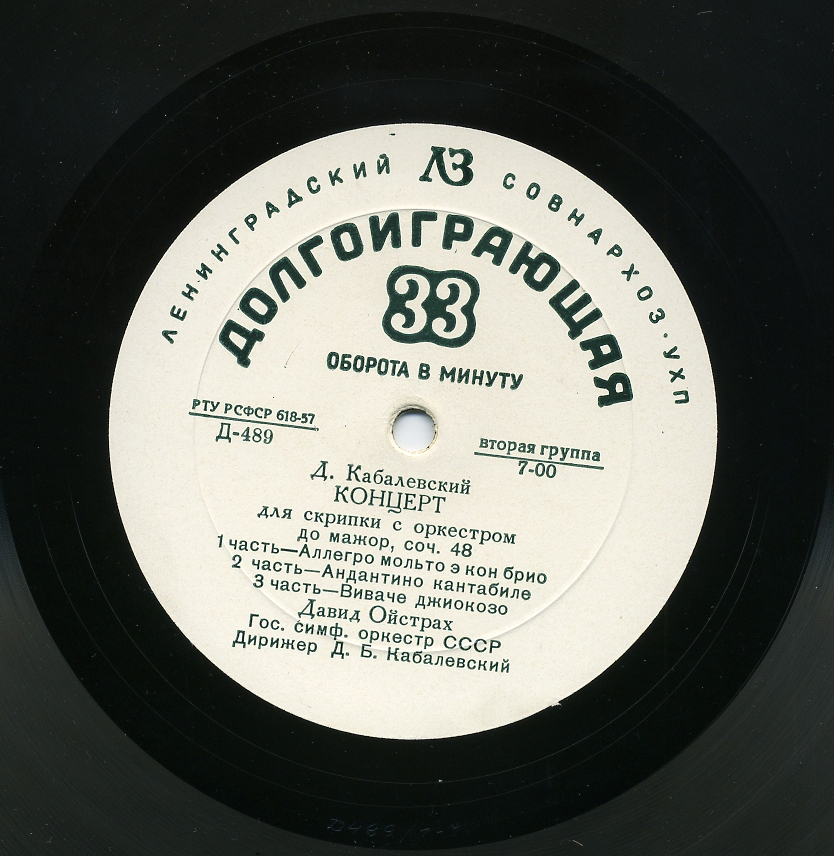 ЛЕНИНГРАДСКИЙ ЛЗ СОВНАРХОЗ·УХП
ДОЛГОИГРАЮЩАЯ
33
ОБОРОТА В МИНУТУ
РТУ РСФСР 618-57
Д-489
вторая группа
7-00
Д. Кабалевский
КОНЦЕРТ
для скрипки с оркестром
до мажор, соч. 48
1 часть—Аллегро мольто э кон брио
2 часть—Андантино кантабиле
3 часть—Виваче джиокозо
Давид Ойстрах
Гос. симф. оркестр СССР
Дирижер Д. Б. Кабалевский